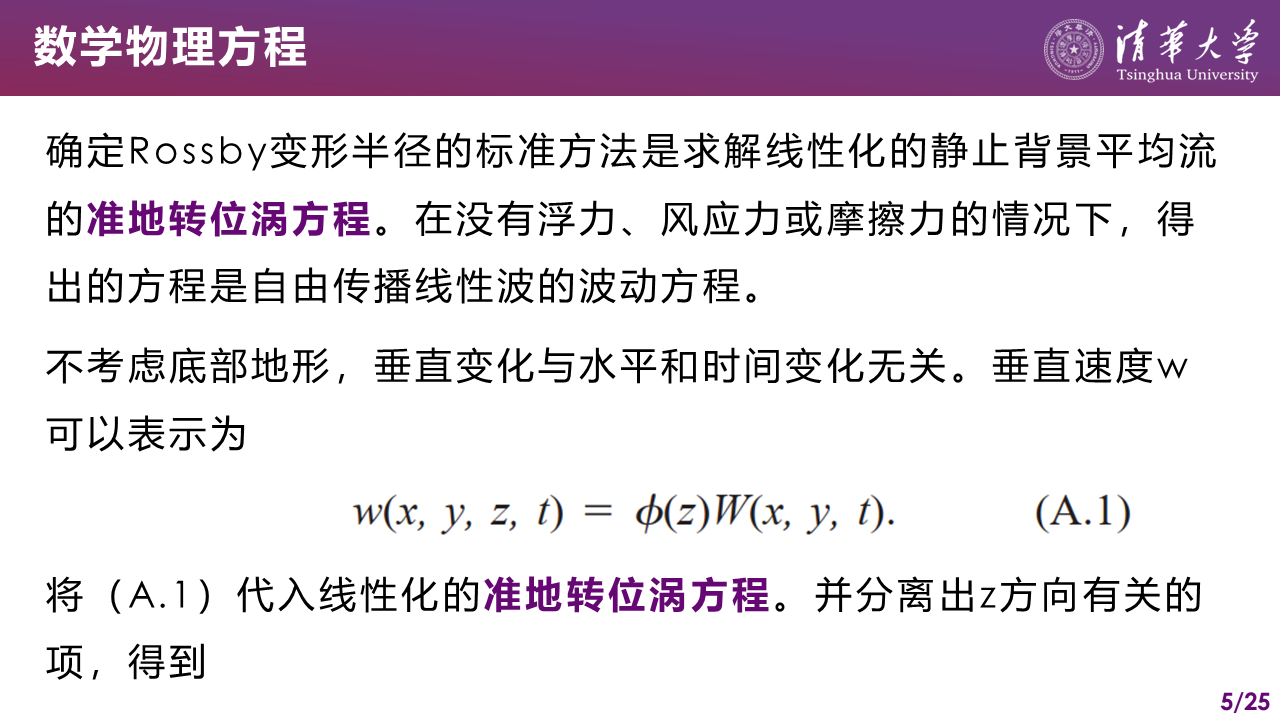 数学物理方程
清华大学
Tsinghua University
确定Rossby变形半径的标准方法是求解线性化的静止背景平均流
的准地转位涡方程。在没有浮力、风应力或摩擦力的情况下，得
出的方程是自由传播线性波的波动方程。
不考虑底部地形，垂直变化与水平和时间变化无关。垂直速度w
可以表示为
w(x, y, z, t) = ϕ(z)W(x, y, t). (A.1)
将（A.1）代入线性化的准地转位涡方程。并分离出z方向有关的
项，得到
5/25